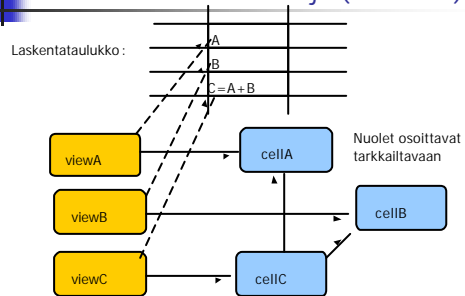 Laskentataulukko :
A
B
C=A+B
Nuolet osoittavat
tarkkailtavaan
viewA
cellA
viewB
cellB
viewC
cellC